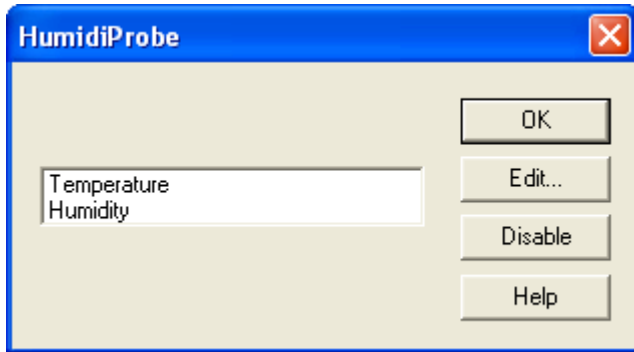 HumidiProbe
OK
Temperature
Humidity
Edit...
Disable
Help